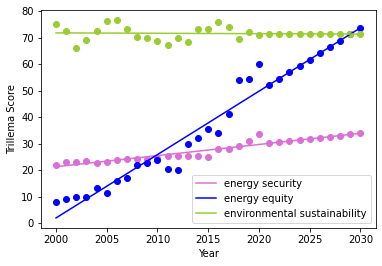 80
70
60
50
40
30
20
10
0
Trillema Score
2000 2005 2010 2015 2020 2025 2030
Year
energy security
energy equity
environmental sustainability